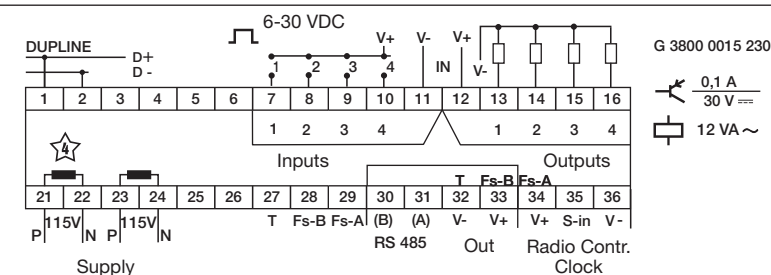 6-30 VDC
DUPLINE
D+
D -
V+ V- V+
IN
V-
1 2 3 4
G 3800 0015 230
0,1 A
30 V
12 VA ~
1 2 3 4 5 6 7 8 9 10 11 12 13 14 15 16
1 2 3 4 1 2 3 4
4
Inputs Outputs
T Fs-B Fs-A
21 22 23 24 25 26 27 28 29 30 31 32 33 34 35 36
P 115V N P 115V N T Fs-B Fs-A (B) (A) V- V+ V+ S-in V -
RS 485 Out Radio Contr.
Supply Clock